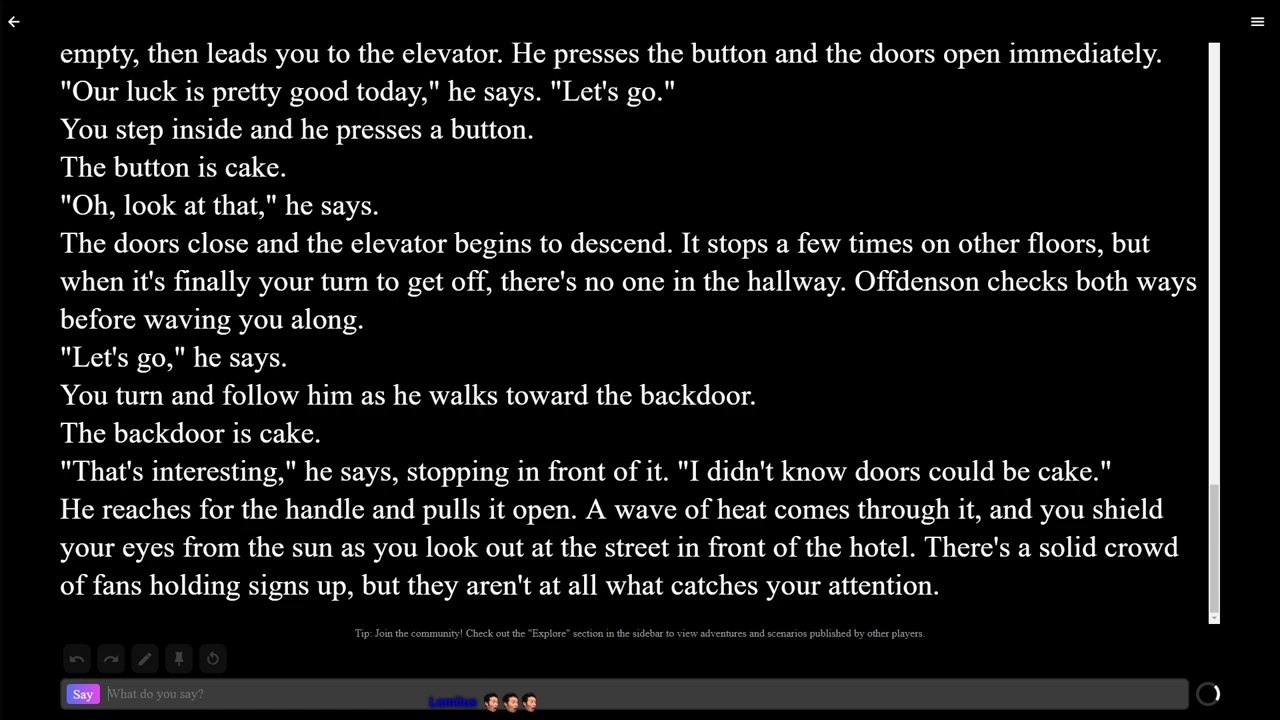 empty, then leads you to the elevator. He presses the button and the doors open immediately.
"Our luck is pretty good today," he says. "Let's go."
You step inside and he presses a button.
The button is cake.
"Oh, look at that," he says.
The doors close and the elevator begins to descend. It stops a few times on other floors, but
when it's finally your turn to get off, there's no one in the hallway. Offdenson checks both ways
before waving you along.
"Let's go," he says.
You turn and follow him as he walks toward the backdoor.
The backdoor is cake.
"That's interesting," he says, stopping in front of it. "I didn't know doors could be cake."
He reaches for the handle and pulls it open. A wave of heat comes through it, and you shield
your eyes from the sun as you look out at the street in front of the hotel. There's a solid crowd
of fans holding signs up, but they aren't at all what catches your attention.
Tip: Join the community! Check out the "Explore" section in the sidebar to view adventures and scenarios published by other players.
Say What do you say?